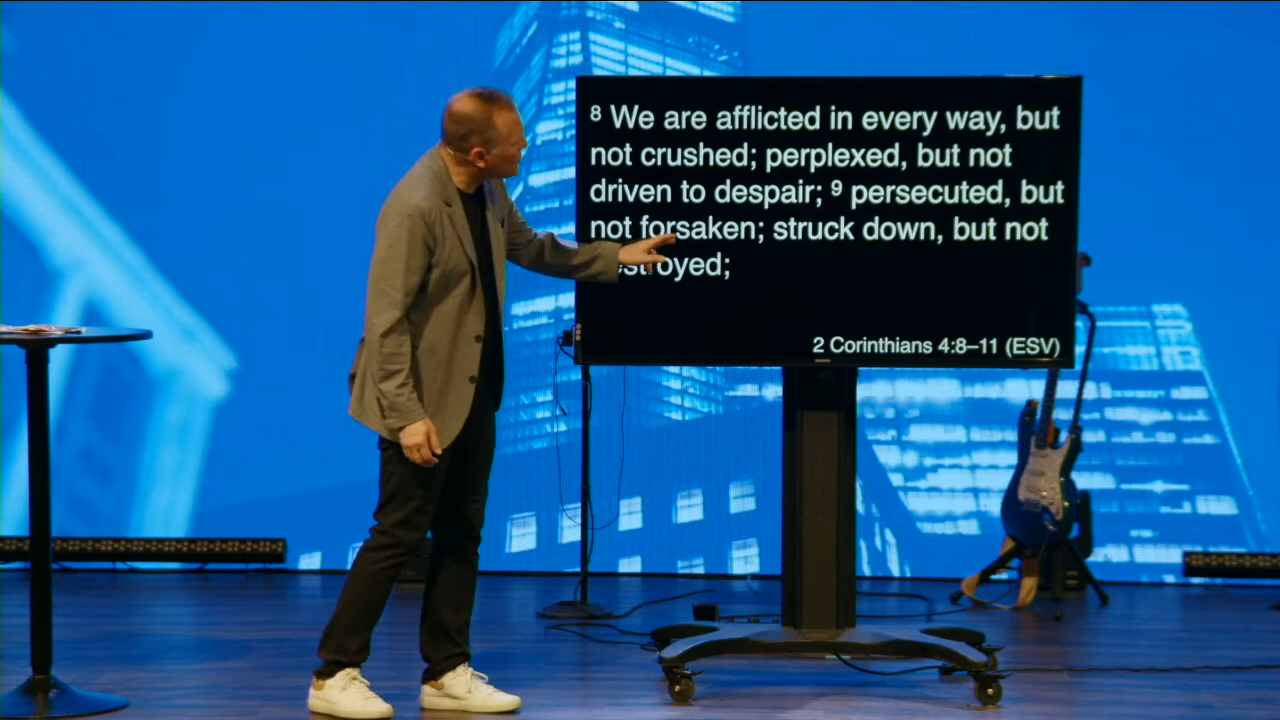 8 We are afflicted in every way, but
not crushed; perplexed, but not
driven to despair; 9 persecuted, but
not forsaken; struck down, but not
destroyed;
2 Corinthians 4:8–11 (ESV)